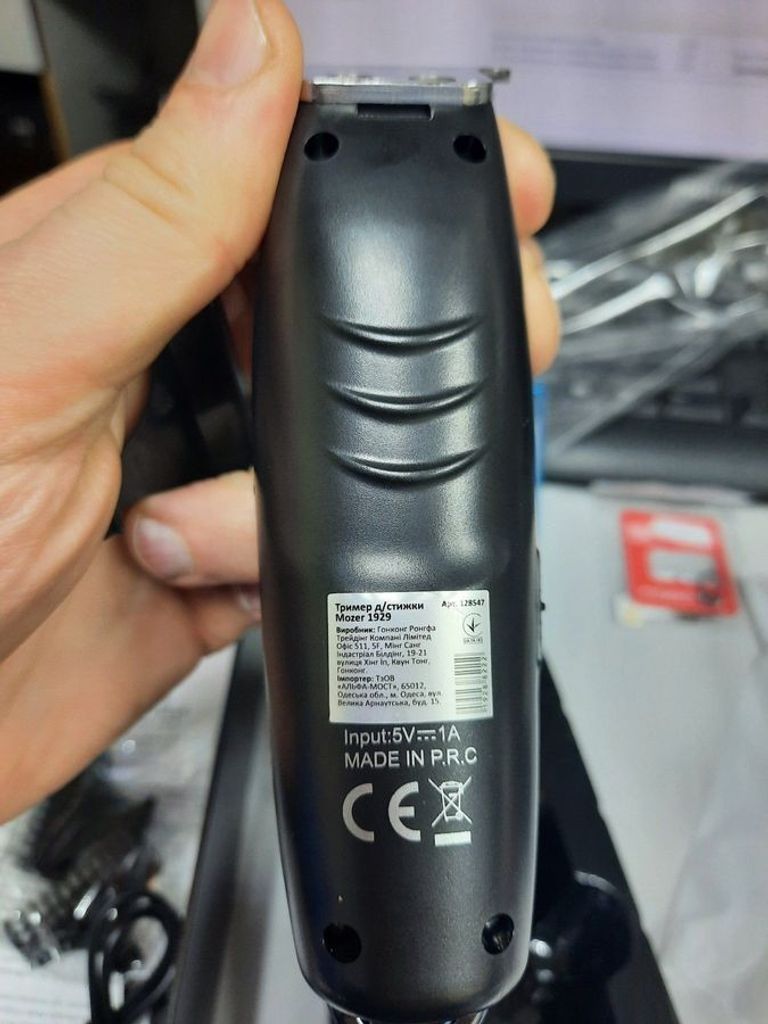 Тример д/стижки Арт. 128547
Mozer 1929
Виробник: Гонконг Ронгфа
Трейдінг Компані Лімітед
Офіс 511, 5F, Мінг Санг
Індастріал Білдінг, 19-21
вулиця Хінг Іп, Квун Тонг,
Гонконг.
Імпортер: ТзОВ
«АЛЬФА-МОСТ», 65012,
Одеська обл., м. Одеса, вул.
Велика Арнаутська, буд. 15.
Input:5V⎓1A
MADE IN P.R.C
CE